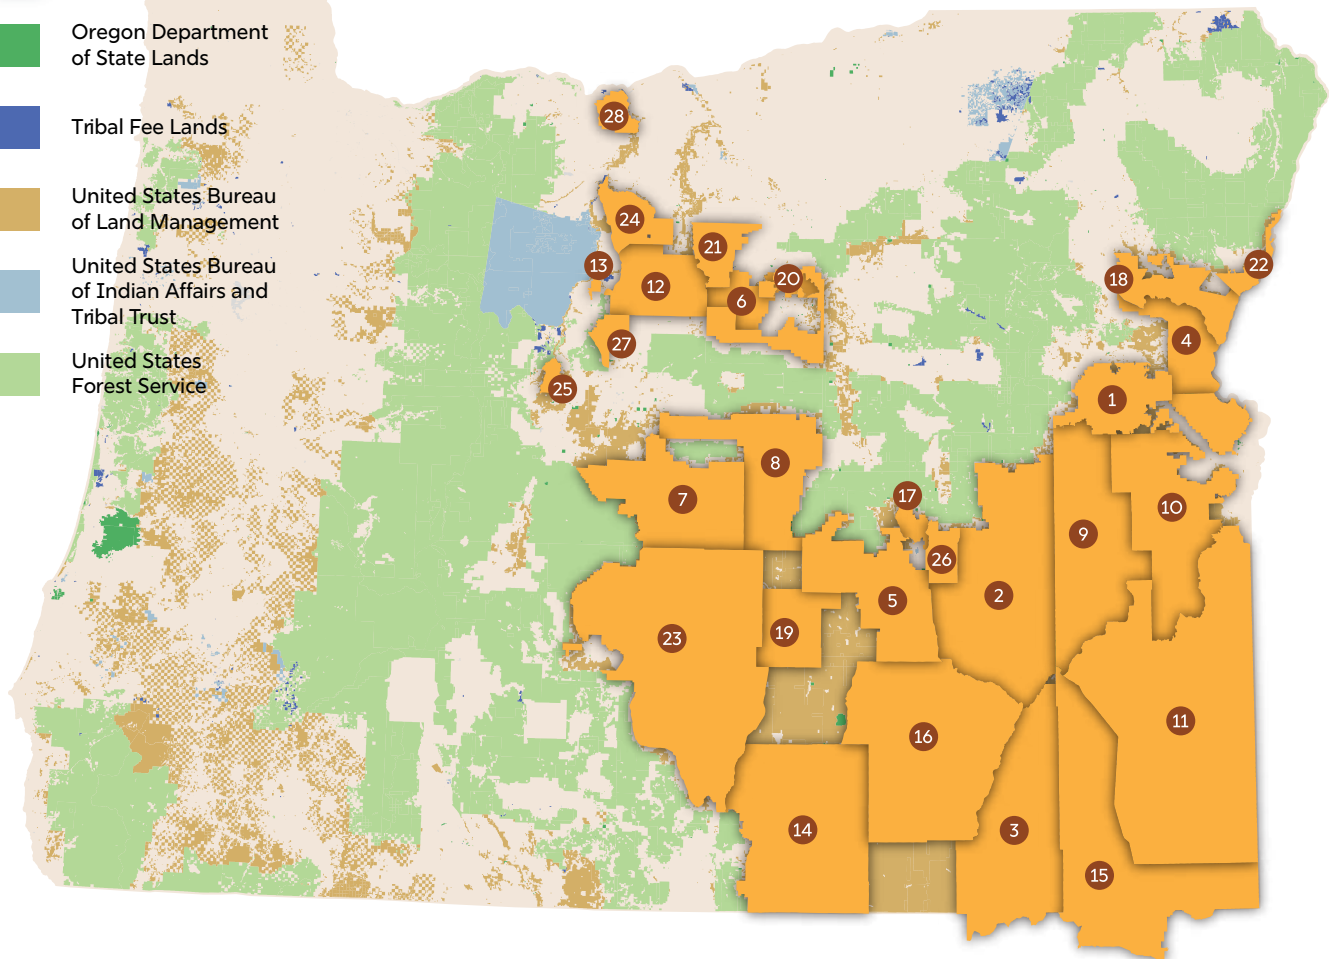 Oregon Department
of State Lands
Tribal Fee Lands
United States Bureau
of Land Management
United States Bureau
of Indian Affairs and
Tribal Trust
United States
Forest Service
28
24
21
13
12
20
6
22
18
27
4
25
1
8
7
17
10
9
26
2
5
19
23
11
16
14
3
15